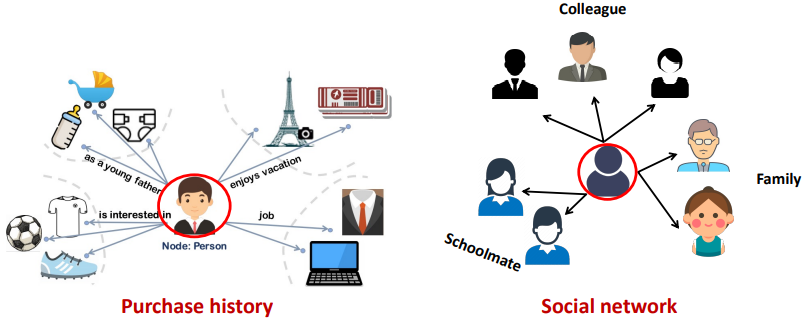 Colleague
as a young father
enjoys vacation
is interested in
job
Node: Person
Family
Schoolmate
Purchase history
Social network